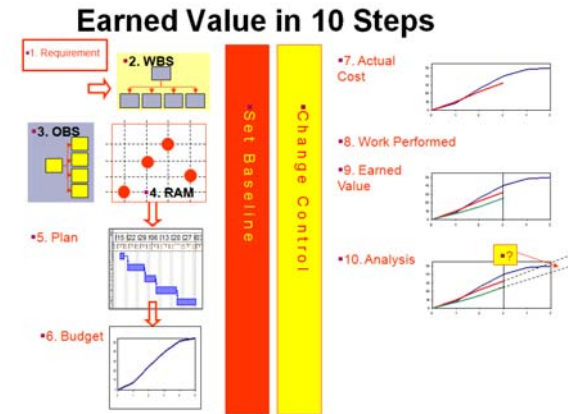 Earned Value in 10 Steps
1. Requirement
2. WBS
3. OBS
4. RAM
5. Plan
6. Budget
Set Baseline
Change Control
7. Actual
Cost
8. Work Performed
9. Earned
Value
10. Analysis
?